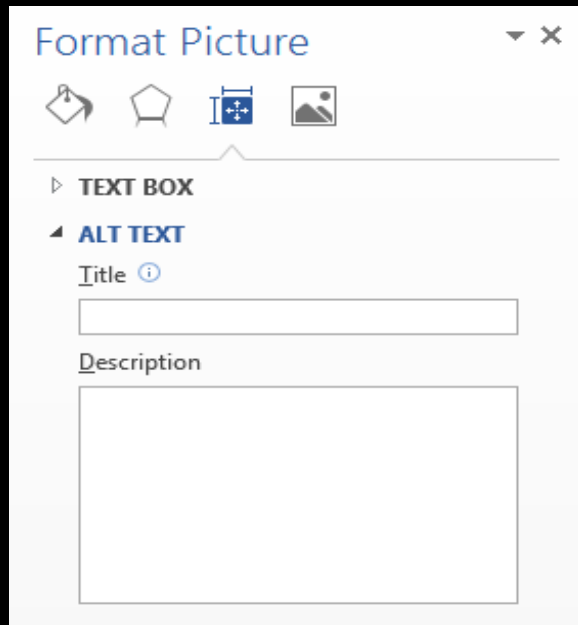 Format Picture
TEXT BOX
ALT TEXT
Title
Description